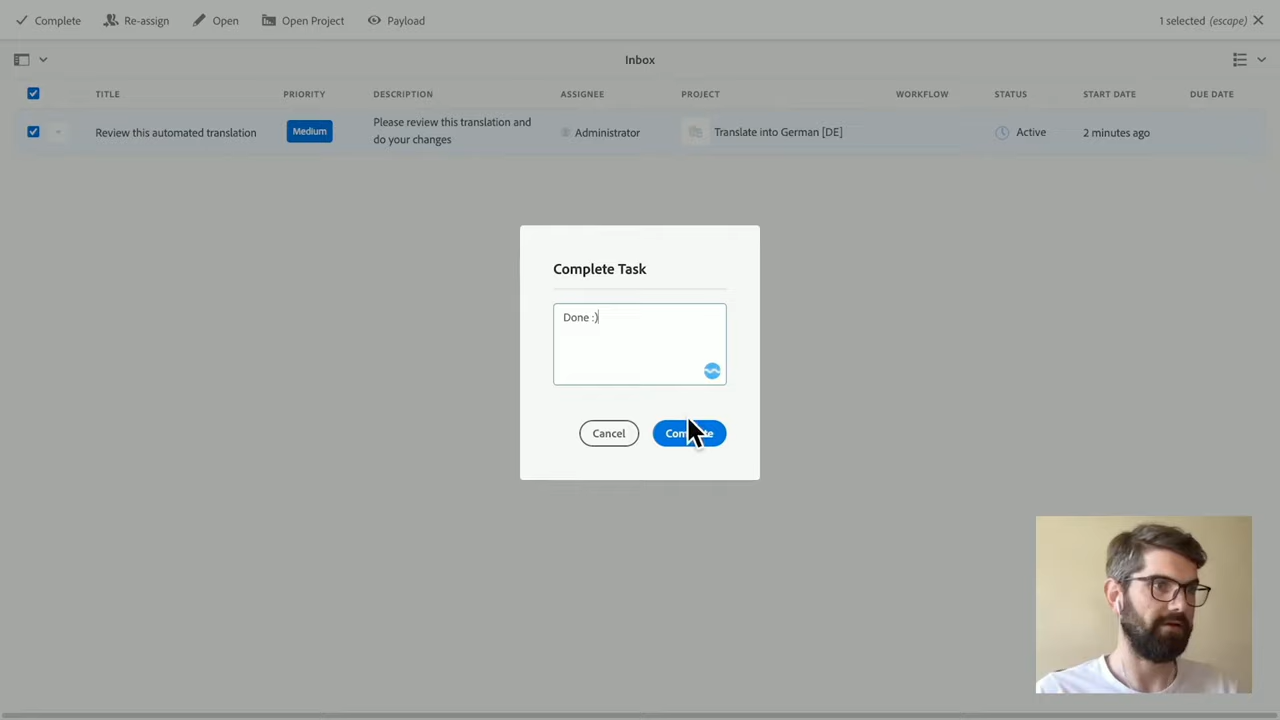 Complete Re-assign Open Open Project Payload 1 selected (escape)
Inbox
TITLE PRIORITY DESCRIPTION ASSIGNEE PROJECT WORKFLOW STATUS START DATE DUE DATE
Review this automated translation Medium Please review this translation and Administrator Translate into German [DE] Active 2 minutes ago
do your changes
Complete Task
Done :)
Cancel